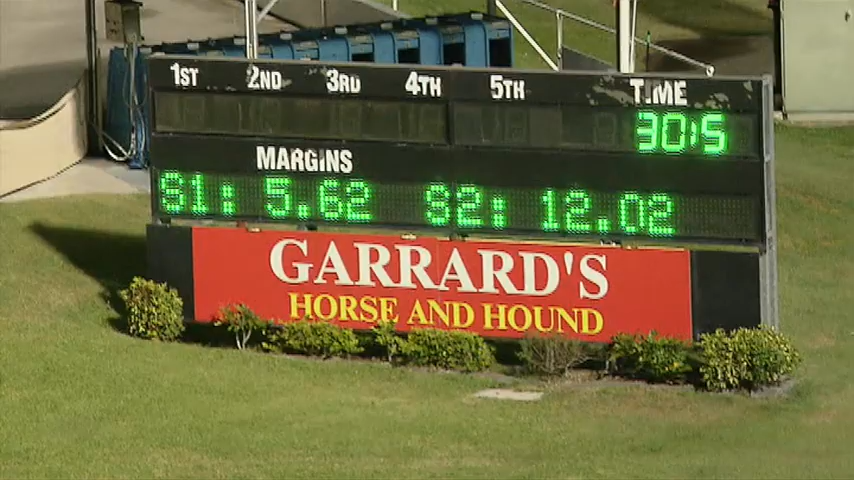 1ST 2ND 3RD 4TH 5TH TIME
30:5
MARGINS
S1: 5.62 S2: 12.02
GARRARD'S
HORSE AND HOUND